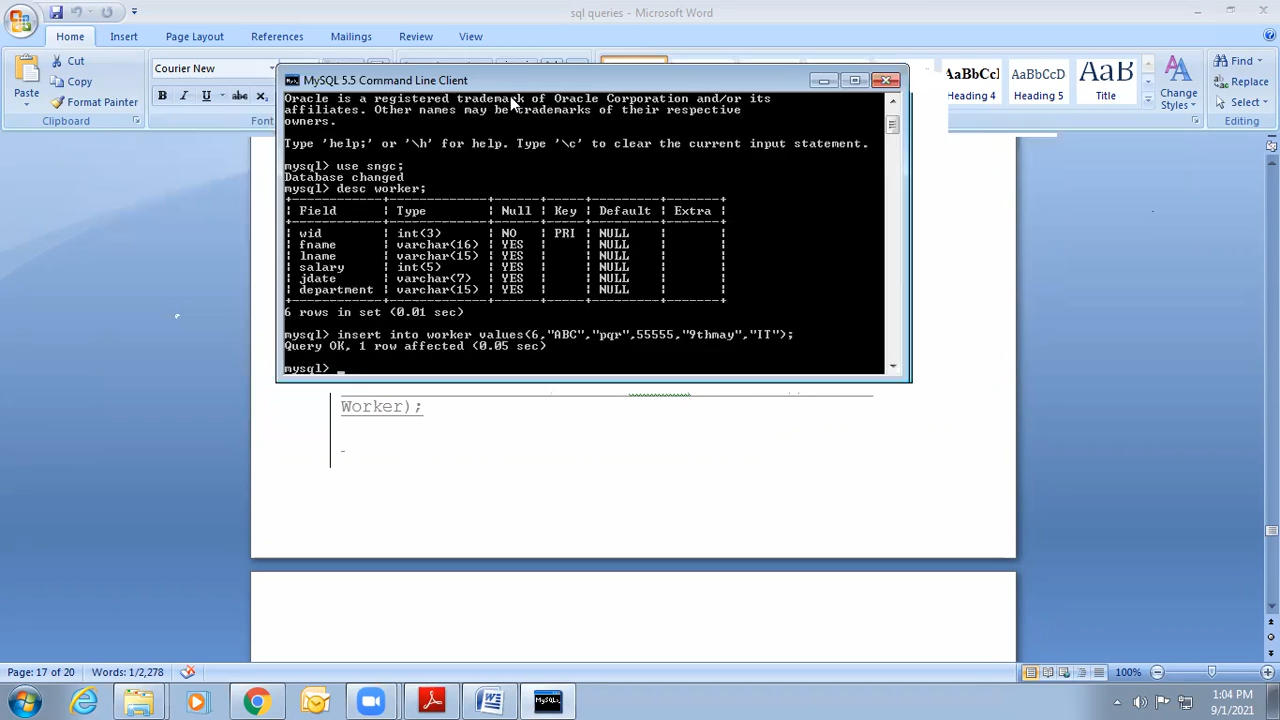 sql queries - Microsoft Word
Home Insert Page Layout References Mailings Review View
Paste
Cut
Copy
Format Painter
Clipboard
Courier New
B I U abc x
Font
MySQL 5.5 Command Line Client
Oracle is a registered trademark of Oracle Corporation and/or its
affiliates. Other names may be trademarks of their respective
owners.
Type 'help;' or '\h' for help. Type '\c' to clear the current input statement.
mysql> use sngc;
Database changed
mysql> desc worker;
+------------+-------------+------+-----+---------+-------+
| Field | Type | Null | Key | Default | Extra |
+------------+-------------+------+-----+---------+-------+
| wid | int(3) | NO | PRI | NULL | |
| fname | varchar(16) | YES | | NULL | |
| lname | varchar(15) | YES | | NULL | |
| salary | int(5) | YES | | NULL | |
| jdate | varchar(7) | YES | | NULL | |
| department | varchar(15) | YES | | NULL | |
+------------+-------------+------+-----+---------+-------+
6 rows in set (0.01 sec)
mysql> insert into worker values(6,"ABC","pqr",55555,"9thmay","IT");
Query OK, 1 row affected (0.05 sec)
mysql> _
AaBbCc AaBbCcI AaBb
Heading 4 Heading 5 Title
Change
Styles
Find
Replace
Select
Editing
Worker);
Page: 17 of 20 Words: 1/2,278
100%
1:04 PM
9/1/2021